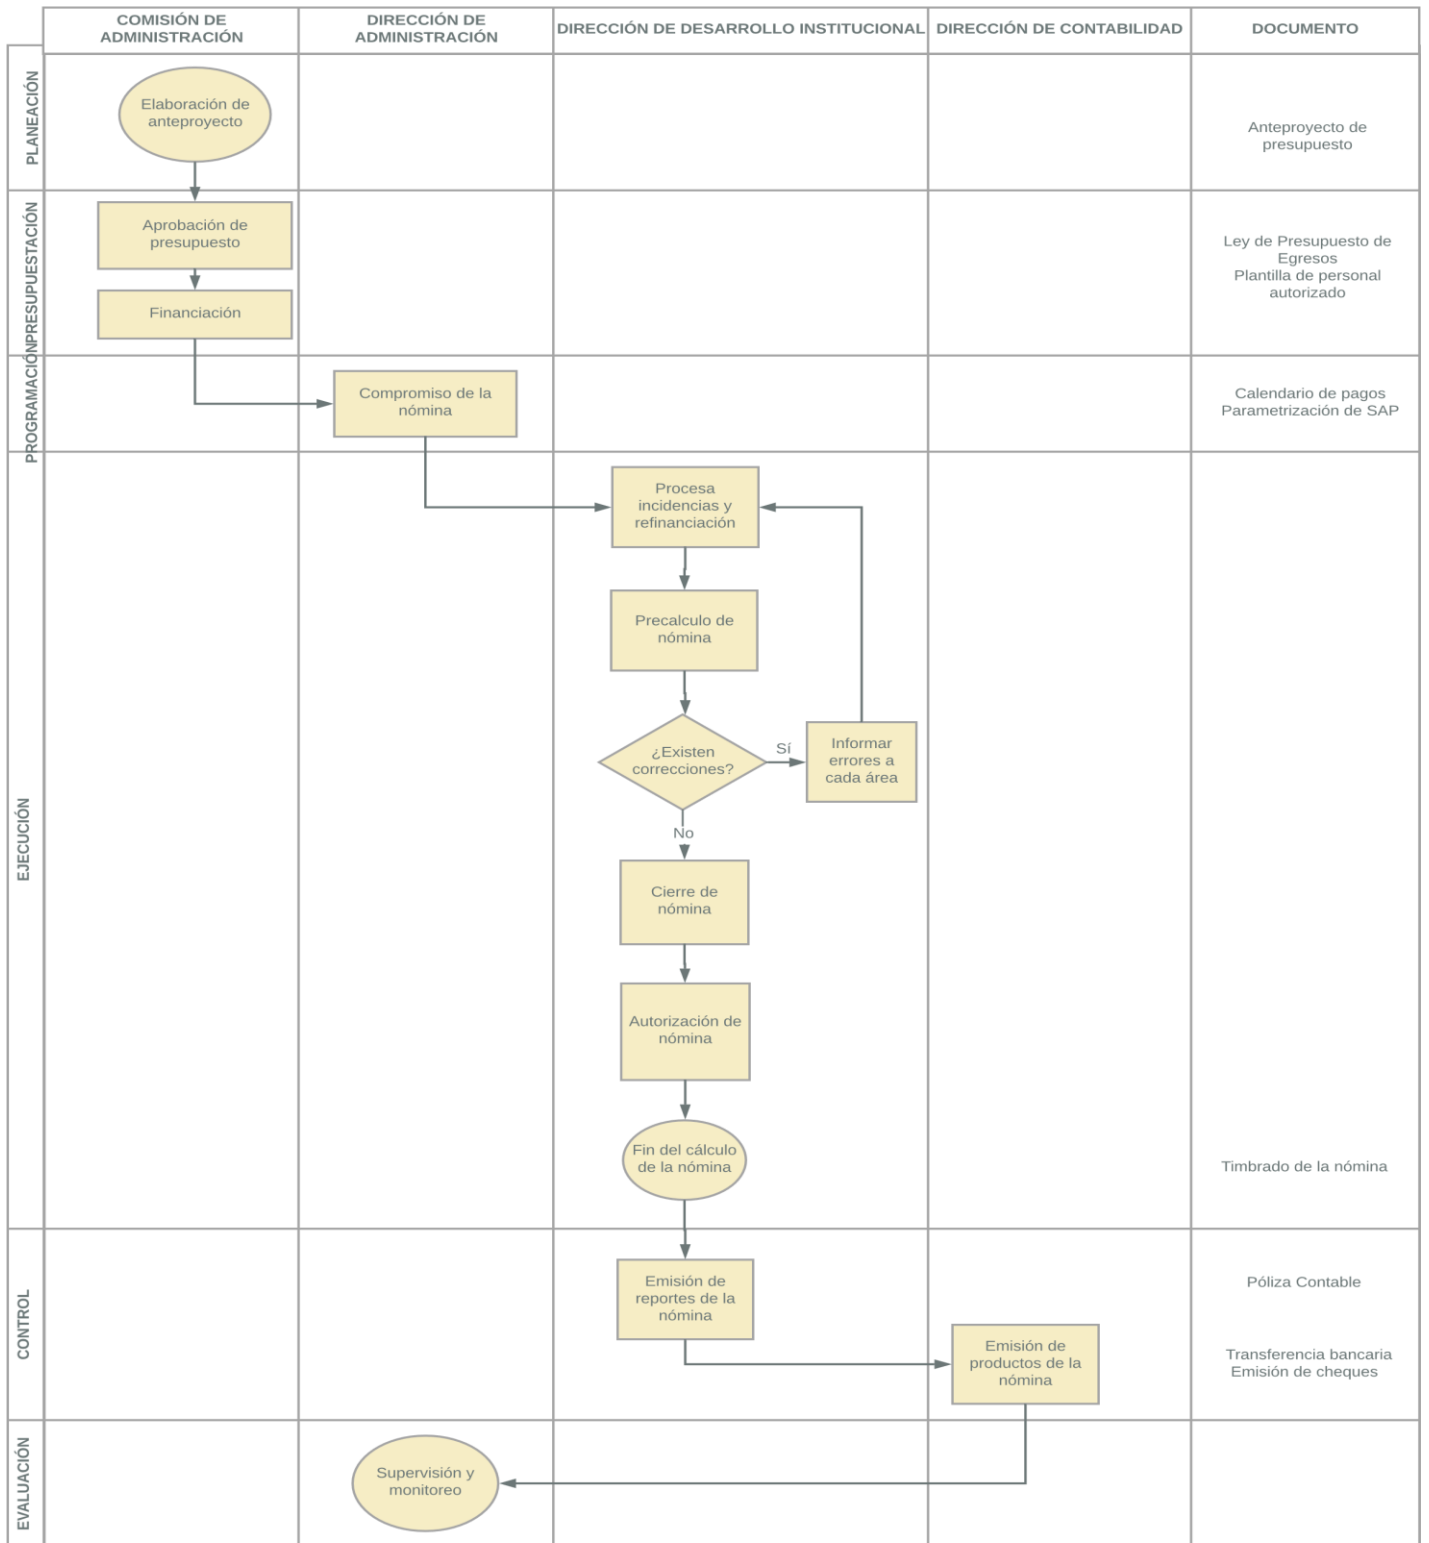 COMISIÓN DE
ADMINISTRACIÓN
DIRECCIÓN DE
ADMINISTRACIÓN
DIRECCIÓN DE DESARROLLO INSTITUCIONAL
DIRECCIÓN DE CONTABILIDAD
DOCUMENTO
PLANEACIÓN
Elaboración de
anteproyecto
Anteproyecto de
presupuesto
PRESUPUESTACIÓN
Aprobación de
presupuesto
Financiación
Ley de Presupuesto de
Egresos
Plantilla de personal
autorizado
PROGRAMACIÓN
Compromiso de la
nómina
Calendario de pagos
Parametrización de SAP
EJECUCIÓN
Procesa
incidencias y
refinanciación
Precalculo de
nómina
¿Existen
correcciones?
Sí
Informar
errores a
cada área
No
Cierre de
nómina
Autorización de
nómina
Fin del cálculo
de la nómina
Timbrado de la nómina
CONTROL
Emisión de
reportes de la
nómina
Póliza Contable
Emisión de
productos de la
nómina
Transferencia bancaria
Emisión de cheques
EVALUACIÓN
Supervisión y
monitoreo